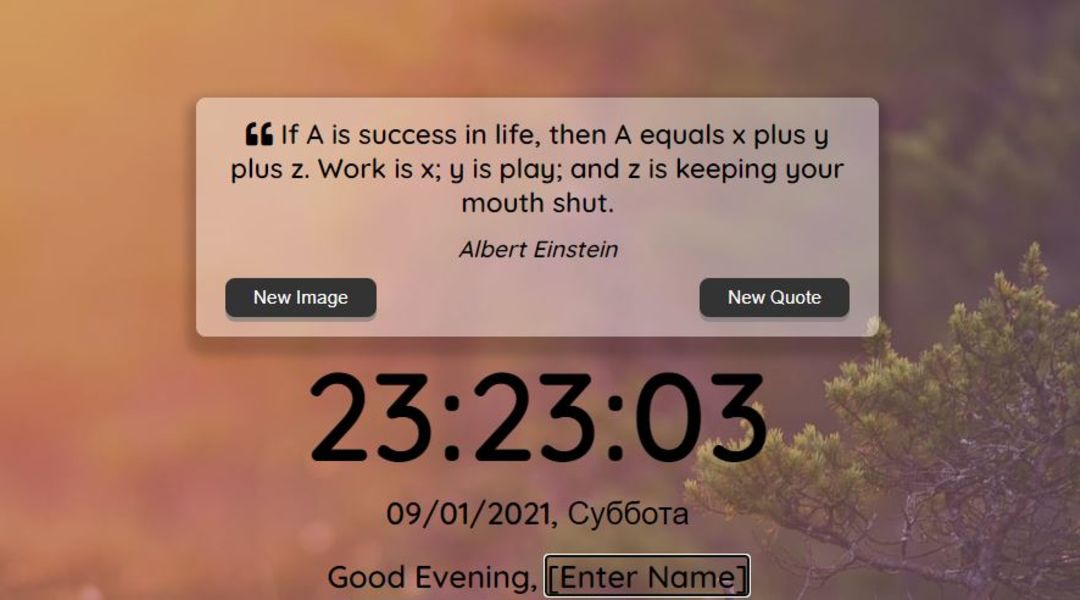 ❝ If A is success in life, then A equals x plus y
plus z. Work is x; y is play; and z is keeping your
mouth shut.
Albert Einstein
New Image
New Quote
23:23:03
09/01/2021, Суббота
Good Evening, [Enter Name]